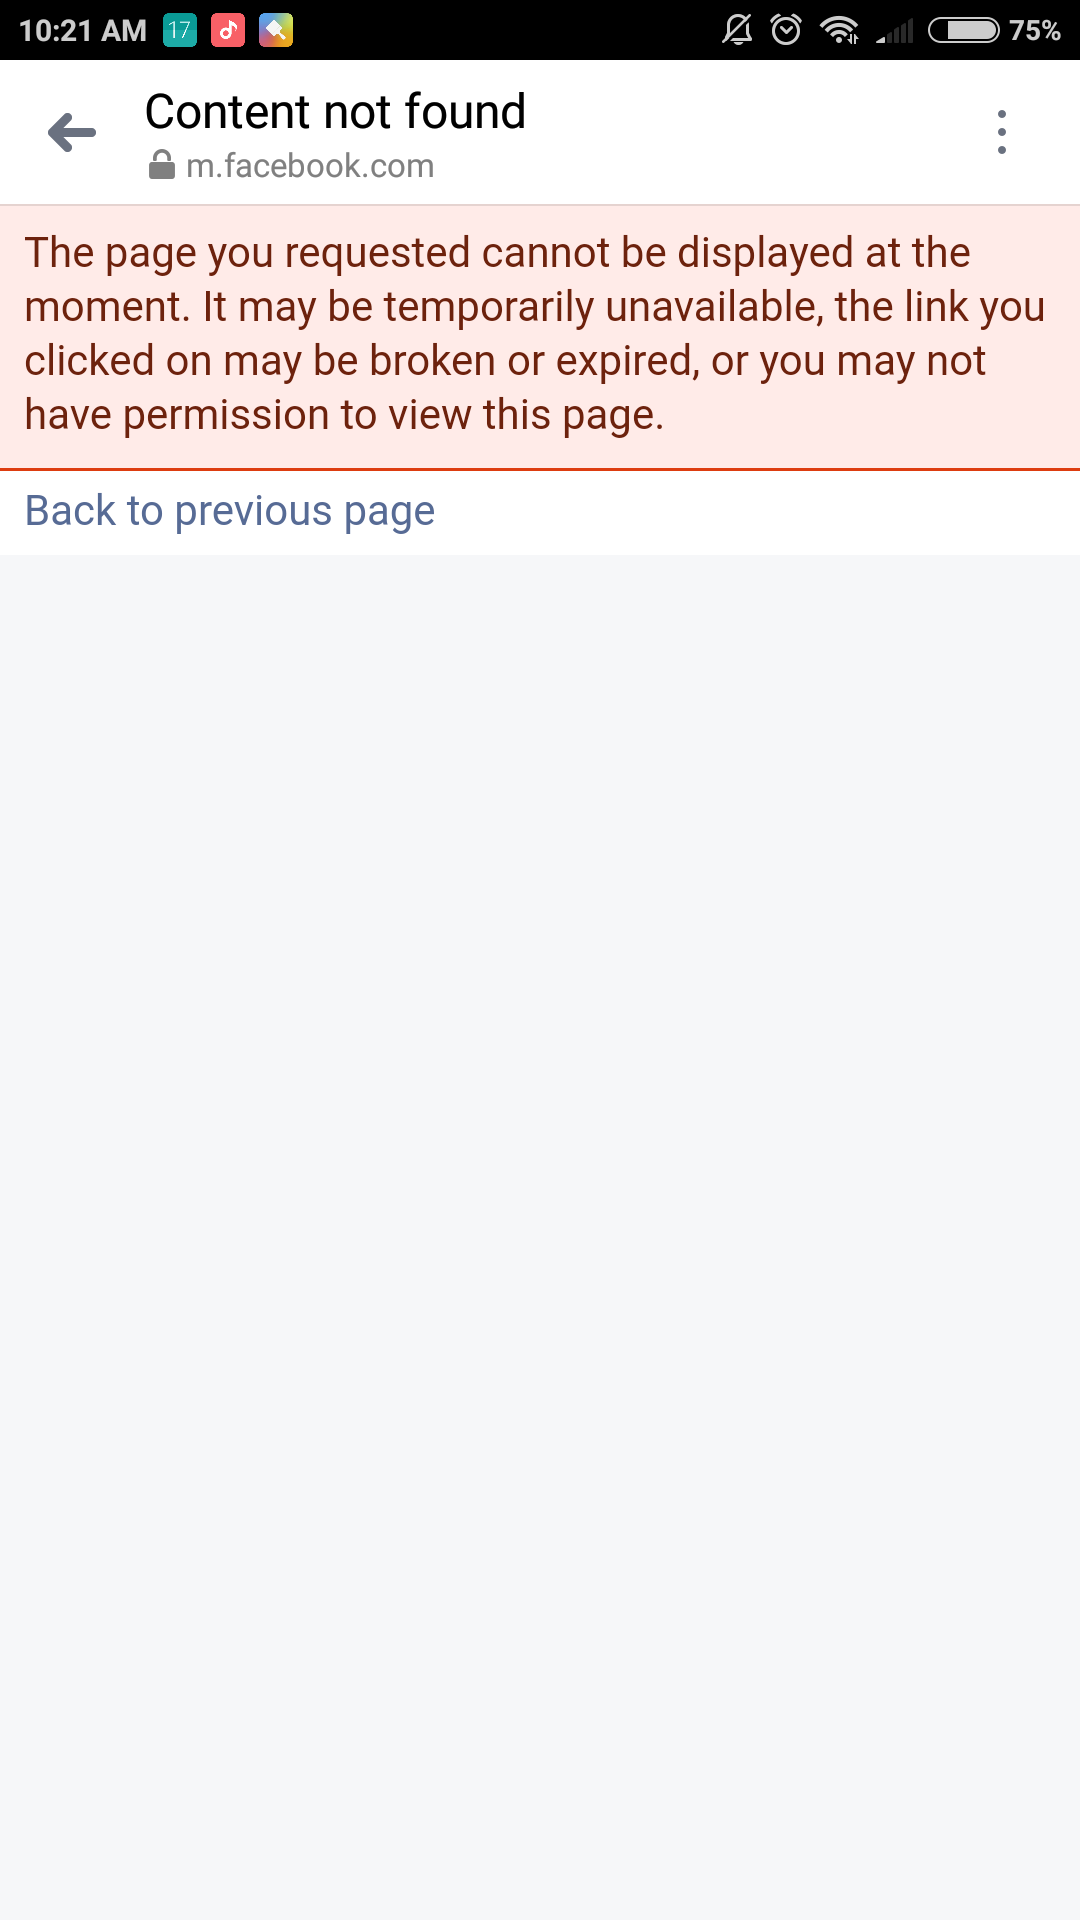 10:21 AM 17 75%
Content not found
m.facebook.com
The page you requested cannot be displayed at the
moment. It may be temporarily unavailable, the link you
clicked on may be broken or expired, or you may not
have permission to view this page.
Back to previous page